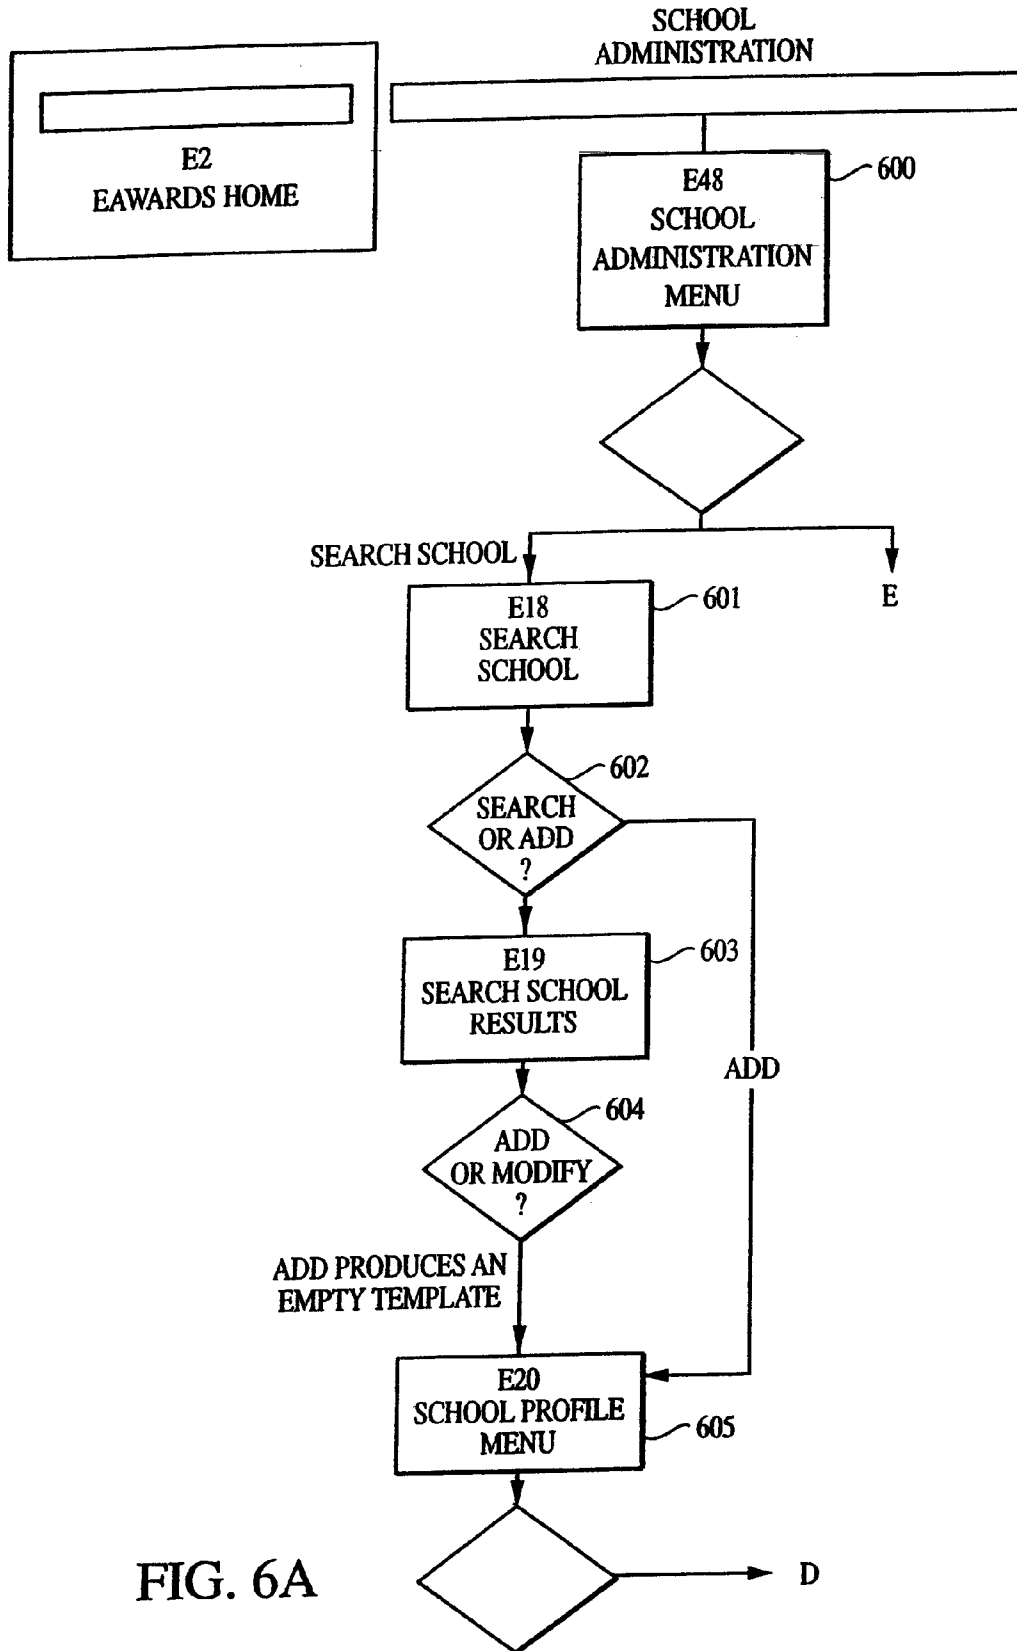 SCHOOL
ADMINISTRATION
E2
EAWARDS HOME
E48
SCHOOL
ADMINISTRATION
MENU
600
SEARCH SCHOOL
E
E18
SEARCH
SCHOOL
601
602
SEARCH
OR ADD
?
E19
SEARCH SCHOOL
RESULTS
603
ADD
604
ADD
OR MODIFY
?
ADD PRODUCES AN
EMPTY TEMPLATE
E20
SCHOOL PROFILE
MENU
605
D
FIG. 6A